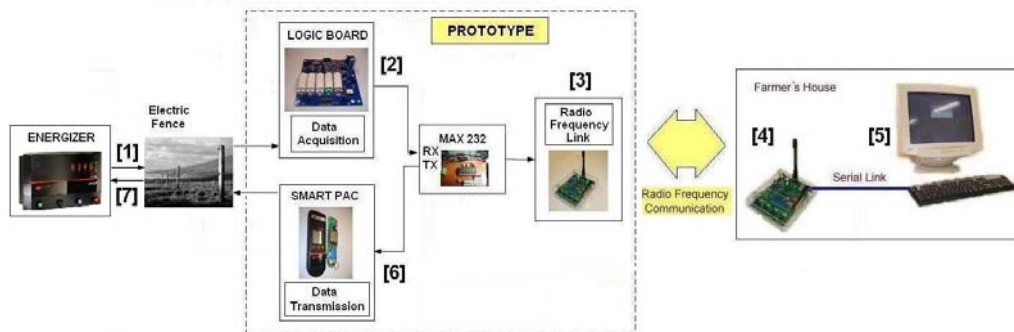 PROTOTYPE
LOGIC BOARD
Data
Acquisition
[2]
[3]
Radio
Frequency
Link
Electric
Fence
ENERGIZER
[1]
[7]
MAX 232
RX
TX
SMART PAC
Data
Transmission
[6]
Radio Frequency
Communication
Farmer's House
[4]
[5]
Serial Link